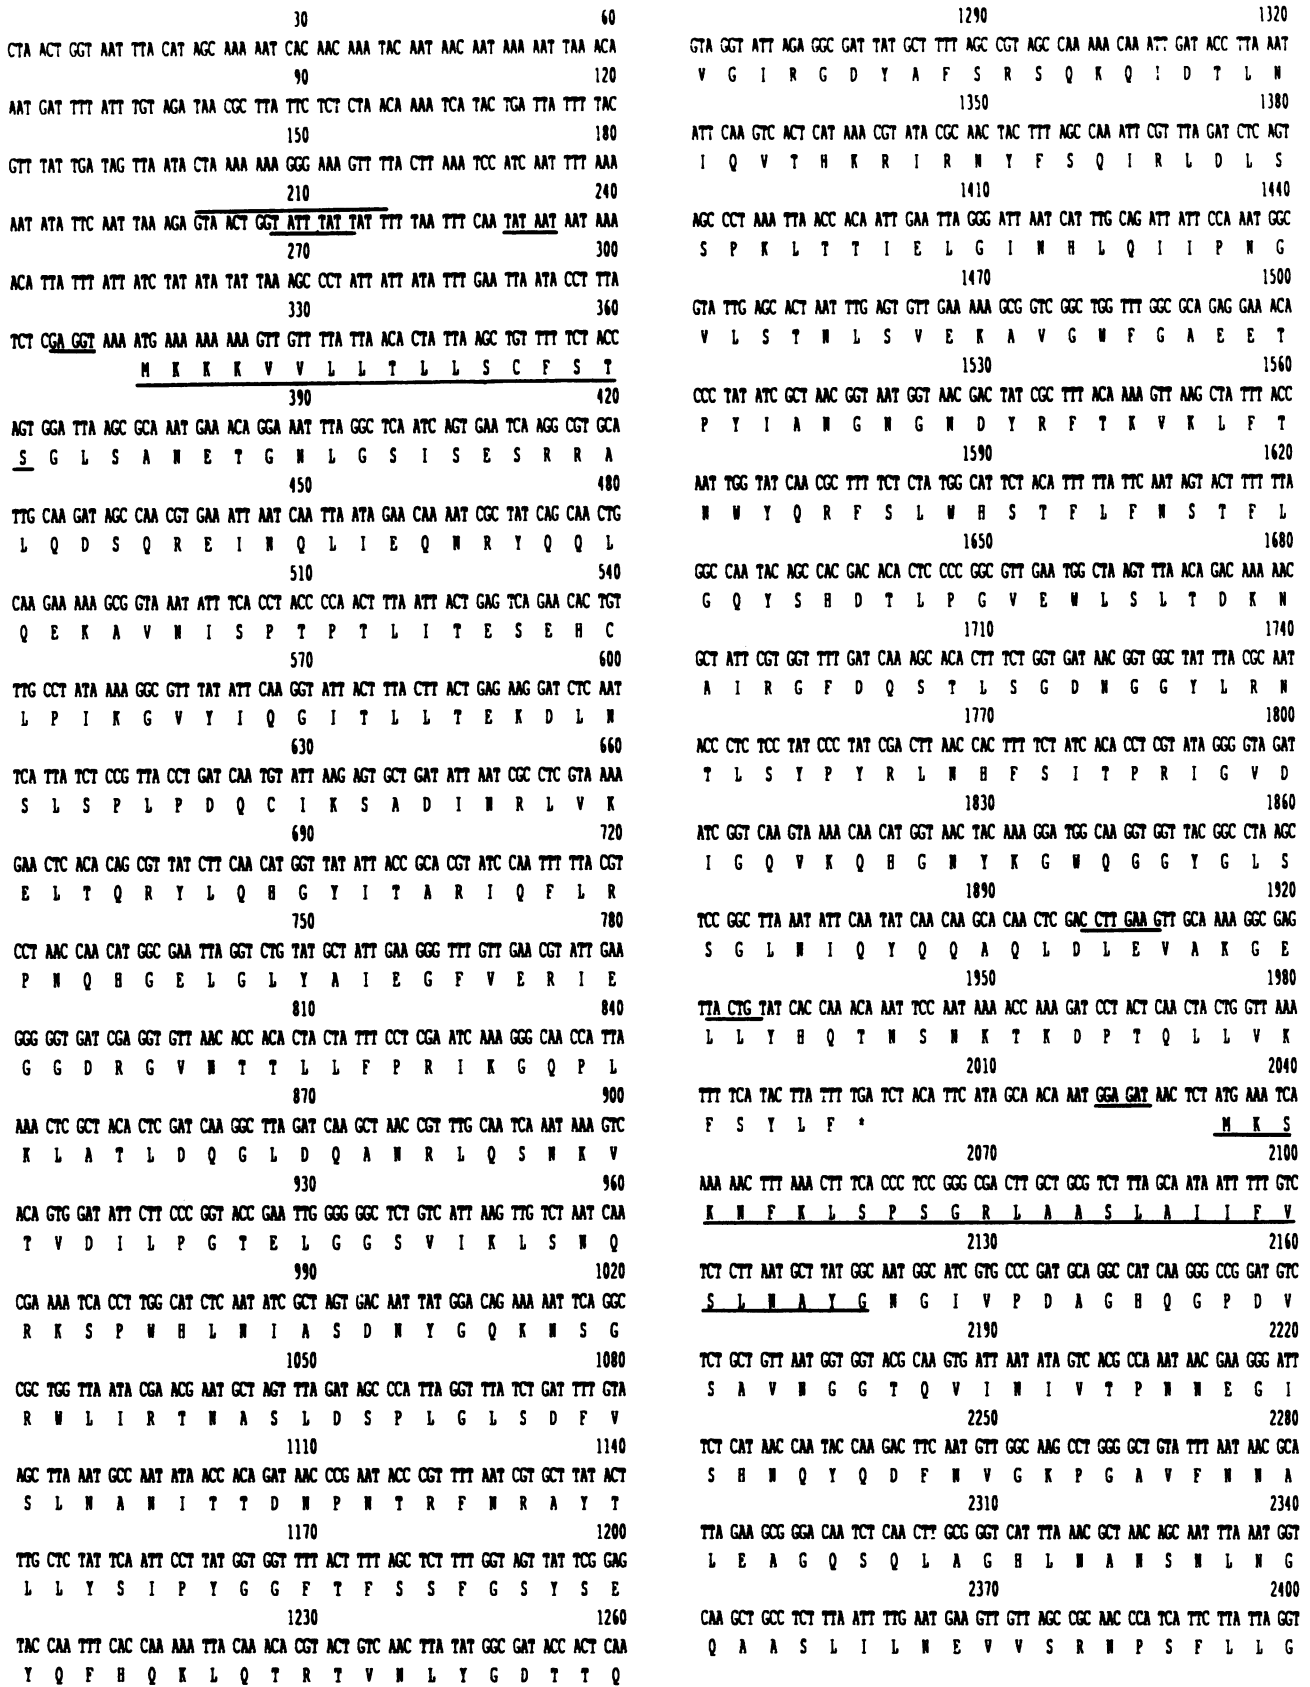 30 60
CTA ACT GGT AAT TTA CAT AGC AAA AAT CAC AAC AAA TAC AAT AAC AAT AAA AAT TAA ACA
90 120
AAT GAT TTT ATT TGT AGA TAA CGC TTA TTC TCT CTA ACA AAA TCA TAC TGA TTA TTT TAC
150 180
GTT TAT TGA TAG TTA ATA CTA AAA AAA GGG AAA GTT TTA CTT AAA TCC ATC AAT TTT AAA
210 240
AAT ATA TTC AAT TAA AGA GTA ACT GGT ATT TAT TAT TTT TAA TTT CAA TAT AAT AAT AAA
270 300
ACA TTA TTT ATT ATC TAT ATA TAT TAA AGC CCT ATT ATT ATA TTT GAA TTA ATA CCT TTA
330 360
TCT CGA GGT AAA ATG AAA AAA AAA GTT GTT TTA TTA ACA CTA TTA AGC TGT TTT TCT ACC
M K K K V V L L T L L S C F S T
390 420
AGT GGA TTA AGC GCA AAT GAA ACA GGA AAT TTA GGC TCA ATC AGT GAA TCA AGG CGT GCA
S G L S A N E T G N L G S I S E S R R A
450 480
TTG CAA GAT AGC CAA CGT GAA ATT AAT CAA TTA ATA GAA CAA AAT CGC TAT CAG CAA CTG
L Q D S Q R E I N Q L I E Q N R Y Q Q L
510 540
CAA GAA AAA GCG GTA AAT ATT TCA CCT ACC CCA ACT TTA ATT ACT GAG TCA GAA CAC TGT
Q E K A V N I S P T P T L I T E S E H C
570 600
TTG CCT ATA AAA GGC GTT TAT ATT CAA GGT ATT ACT TTA CTT ACT GAG AAG GAT CTC AAT
L P I K G V Y I Q G I T L L T E K D L N
630 660
TCA TTA TCT CCG TTA CCT GAT CAA TGT ATT AAG AGT GCT GAT ATT AAT CGC CTC GTA AAA
S L S P L P D Q C I K S A D I N R L V K
690 720
GAA CTC ACA CAG CGT TAT CTT CAA CAT GGT TAT ATT ACC GCA CGT ATC CAA TTT TTA CGT
E L T Q R Y L Q H G Y I T A R I Q F L R
750 780
CCT AAC CAA CAT GGC GAA TTA GGT CTG TAT GCT ATT GAA GGG TTT GTT GAA CGT ATT GAA
P N Q H G E L G L Y A I E G F V E R I E
810 840
GGG GGT GAT CGA GGT GTT AAC ACC ACA CTA CTA TTT CCT CGA ATC AAA GGG CAA CCA TTA
G G D R G V N T T L L F P R I K G Q P L
870 900
AAA CTC GCT ACA CTC GAT CAA GGC TTA GAT CAA GCT AAC CGT TTG CAA TCA AAT AAA GTC
K L A T L D Q G L D Q A N R L Q S N K V
930 960
ACA GTG GAT ATT CTT CCC GGT ACC GAA TTG GGG GGC TCT GTC ATT AAG TTG TCT AAT CAA
T V D I L P G T E L G G S V I K L S N Q
990 1020
CGA AAA TCA CCT TGG CAT CTC AAT ATC GCT AGT GAC AAT TAT GGA CAG AAA AAT TCA GGC
R K S P W H L N I A S D N Y G Q K N S G
1050 1080
CGC TGG TTA ATA CGA ACG AAT GCT AGT TTA GAT AGC CCA TTA GGT TTA TCT GAT TTT GTA
R W L I R T N A S L D S P L G L S D F V
1110 1140
AGC TTA AAT GCC AAT ATA ACC ACA GAT AAC CCG AAT ACC CGT TTT AAT CGT GCT TAT ACT
S L N A N I T T D N P N T R F N R A Y T
1170 1200
TTG CTC TAT TCA ATT CCT TAT GGT GGT TTT ACT TTT AGC TCT TTT GGT AGT TAT TCG GAG
L L Y S I P Y G G F T F S S F G S Y S E
1230 1260
TAC CAA TTT CAC CAA AAA TTA CAA ACA CGT ACT GTC AAC TTA TAT GGC GAT ACC ACT CAA
Y Q F H Q K L Q T R T V N L Y G D T T Q
1290 1320
GTA GGT ATT AGA GGC GAT TAT GCT TTT AGC CGT AGC CAA AAA CAA ATT GAT ACC TTA AAT
V G I R G D Y A F S R S Q K Q I D T L N
1350 1380
ATT CAA GTC ACT CAT AAA CGT ATA CGC AAC TAC TTT AGC CAA ATT CGT TTA GAT CTC AGT
I Q V T H K R I R N Y F S Q I R L D L S
1410 1440
AGC CCT AAA TTA ACC ACA ATT GAA TTA GGG ATT AAT CAT TTG CAG ATT ATT CCA AAT GGC
S P K L T T I E L G I N H L Q I I P N G
1470 1500
GTA TTG AGC ACT AAT TTG AGT GTT GAA AAA GCG GTC GGC TGG TTT GGC GCA GAG GAA ACA
V L S T N L S V E K A V G W F G A E E T
1530 1560
CCC TAT ATC GCT AAC GGT AAT GGT AAC GAC TAT CGC TTT ACA AAA GTT AAG CTA TTT ACC
P Y I A N G N G N D Y R F T K V K L F T
1590 1620
AAT TGG TAT CAA CGC TTT TCT CTA TGG CAT TCT ACA TTT TTA TTC AAT AGT ACT TTT TTA
N W Y Q R F S L W H S T F L F N S T F L
1650 1680
GGC CAA TAC AGC CAC GAC ACA CTC CCC GGC GTT GAA TGG CTA AGT TTA ACA GAC AAA AAC
G Q Y S H D T L P G V E W L S L T D K N
1710 1740
GCT ATT CGT GGT TTT GAT CAA AGC ACA CTT TCT GGT GAT AAC GGT GGC TAT TTA CGC AAT
A I R G F D Q S T L S G D N G G Y L R N
1770 1800
ACC CTC TCC TAT CCC TAT CGA CTT AAC CAC TTT TCT ATC ACA CCT CGT ATA GGG GTA GAT
T L S Y P Y R L N H F S I T P R I G V D
1830 1860
ATC GGT CAA GTA AAA CAA CAT GGT AAC TAC AAA GGA TGG CAA GGT GGT TAC GGC CTA AGC
I G Q V K Q H G N Y K G W Q G G Y G L S
1890 1920
TCC GGC TTA AAT ATT CAA TAT CAA CAA GCA CAA CTC GAC CTT GAA GTT GCA AAA GGC GAG
S G L N I Q Y Q Q A Q L D L E V A K G E
1950 1980
TTA CTG TAT CAC CAA ACA AAT TCC AAT AAA ACC AAA GAT CCT ACT CAA CTA CTG GTT AAA
L L Y H Q T N S N K T K D P T Q L L V K
2010 2040
TTT TCA TAC TTA TTT TGA TCT ACA TTC ATA GCA ACA AAT GGA GAT AAC TCT ATG AAA TCA
F S Y L F * M K S
2070 2100
AAA AAC TTT AAA CTT TCA CCC TCC GGG CGA CTT GCT GCG TCT TTA GCA ATA ATT TTT GTC
K N F K L S P S G R L A A S L A I I F V
2130 2160
TCT CTT AAT GCT TAT GGC AAT GGC ATC GTG CCC GAT GCA GGC CAT CAA GGG CCG GAT GTC
S L N A Y G N G I V P D A G H Q G P D V
2190 2220
TCT GCT GTT AAT GGT GGT ACG CAA GTG ATT AAT ATA GTC ACG CCA AAT AAC GAA GGG ATT
S A V N G G T Q V I N I V T P N N E G I
2250 2280
TCT CAT AAC CAA TAC CAA GAC TTC AAT GTT GGC AAG CCT GGG GCT GTA TTT AAT AAC GCA
S H N Q Y Q D F N V G K P G A V F N N A
2310 2340
TTA GAA GCG GGA CAA TCT CAA CTT GCG GGT CAT TTA AAC GCT AAC AGC AAT TTA AAT GGT
L E A G Q S Q L A G H L N A N S N L N G
2370 2400
CAA GCT GCC TCT TTA ATT TTG AAT GAA GTT GTT AGC CGC AAC CCA TCA TTC TTA TTA GGT
Q A A S L I L N E V V S R N P S F L L G